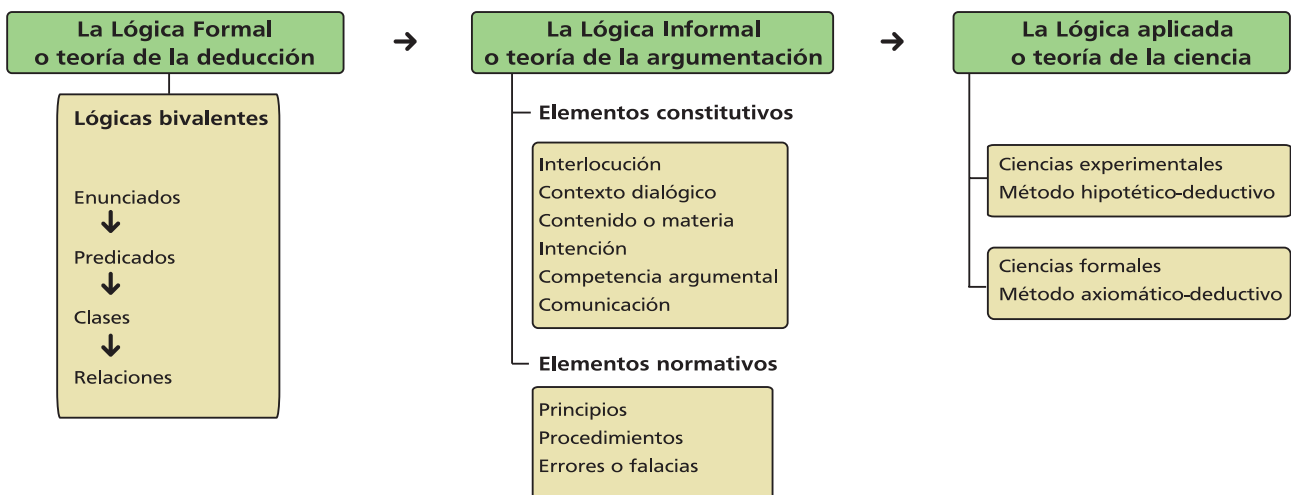 La Lógica Formal
o teoría de la deducción
→
La Lógica Informal
o teoría de la argumentación
→
La Lógica aplicada
o teoría de la ciencia
Lógicas bivalentes
Enunciados
Predicados
Clases
Relaciones
Elementos constitutivos
Interlocución
Contexto dialógico
Contenido o materia
Intención
Competencia argumental
Comunicación
Elementos normativos
Principios
Procedimientos
Errores o falacias
Ciencias experimentales
Método hipotético-deductivo
Ciencias formales
Método axiomático-deductivo